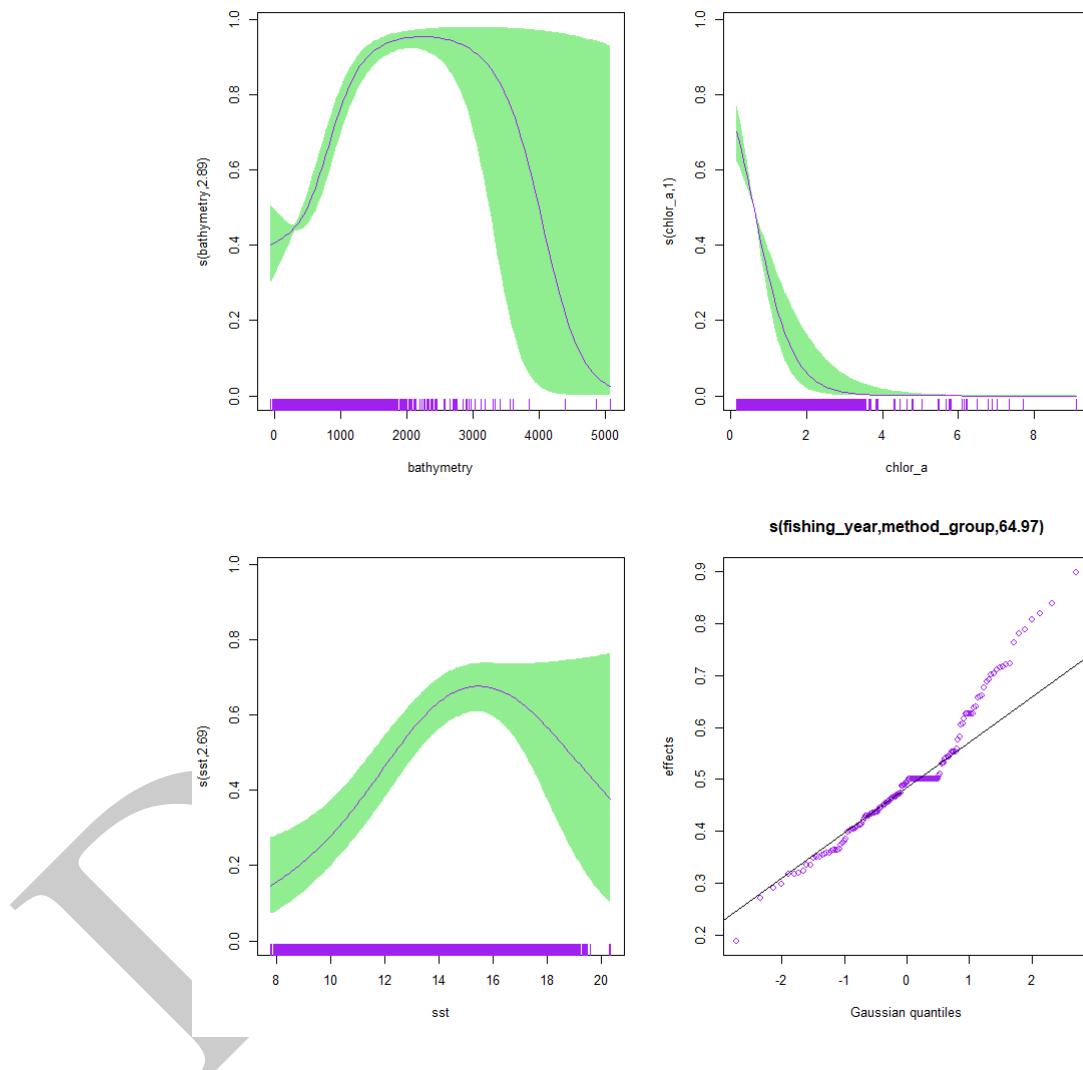 s(bathymetry,2.89)
0.0 0.2 0.4 0.6 0.8 1.0
0 1000 2000 3000 4000 5000
bathymetry
s(chlor_a,1)
0.0 0.2 0.4 0.6 0.8 1.0
0 2 4 6 8
chlor_a
s(sst,2.69)
0.0 0.2 0.4 0.6 0.8 1.0
8 10 12 14 16 18 20
sst
s(fishing_year,method_group,64.97)
effects
0.2 0.3 0.4 0.5 0.6 0.7 0.8 0.9
-2 -1 0 1 2
Gaussian quantiles